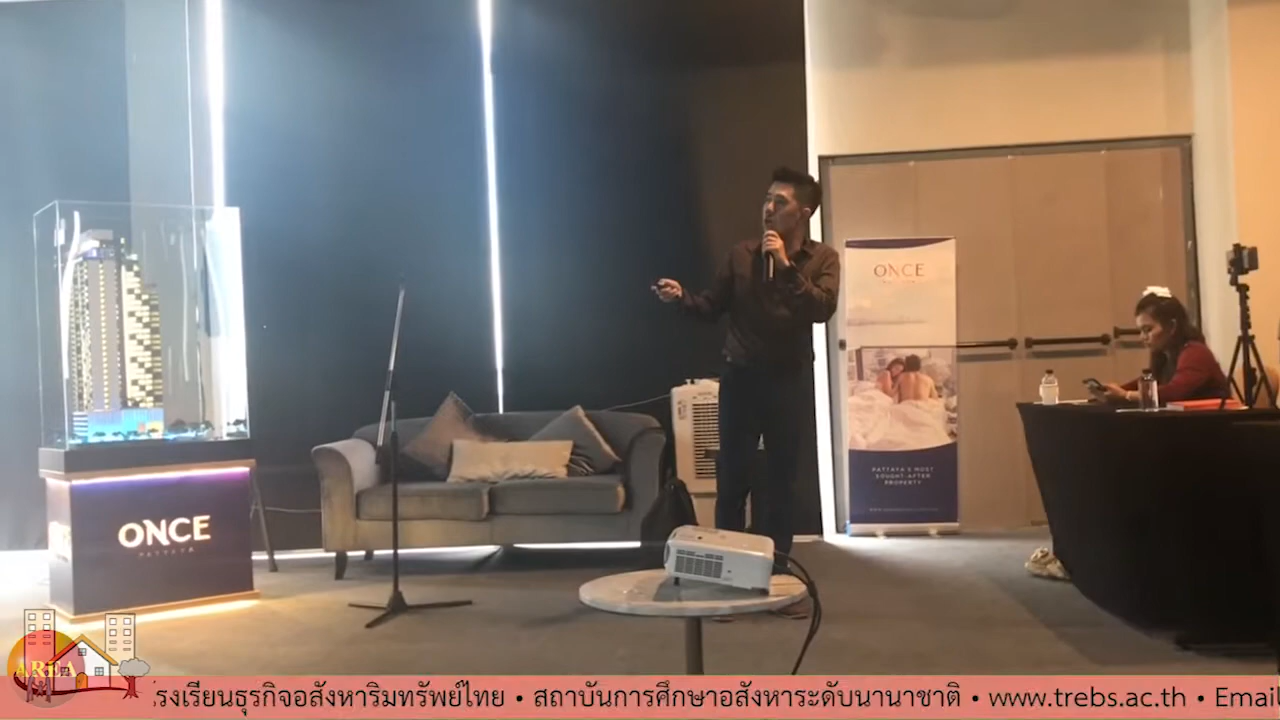 ONCE
PATTAYA
ONCE
PATTAYA'S MOST
SOUGHT-AFTER
PROPERTY
AREA
โรงเรียนธุรกิจอสังหาริมทรัพย์ไทย • สถาบันการศึกษาอสังหาระดับนานาชาติ • www.trebs.ac.th • Email